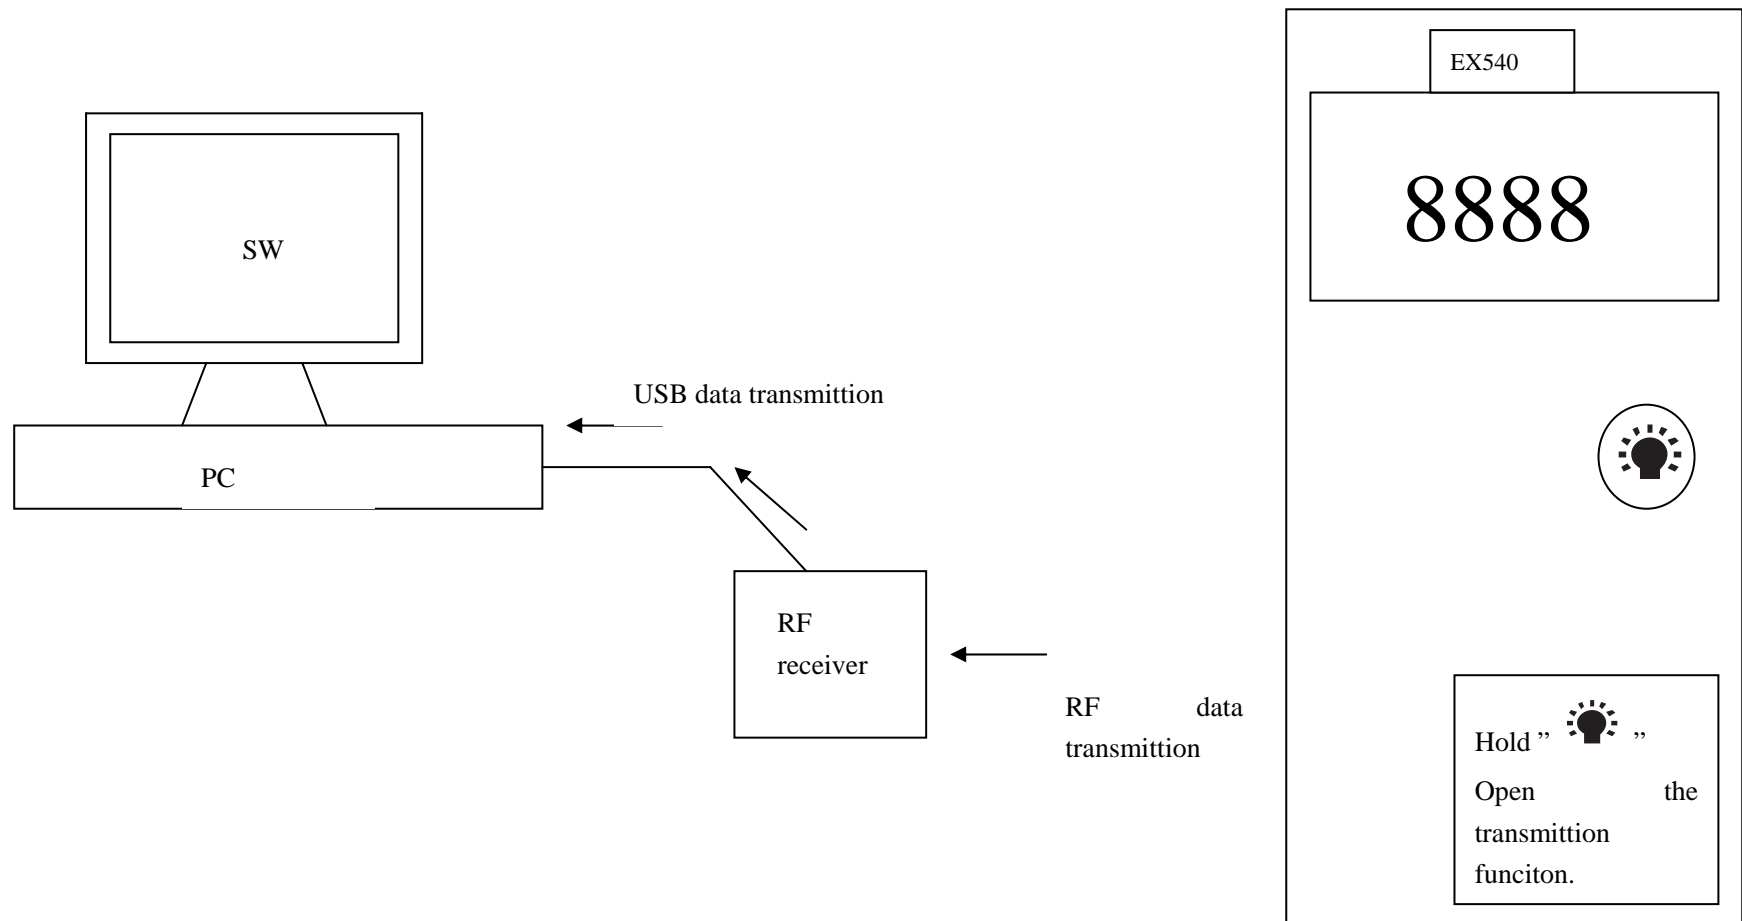 EX540
8888
SW
USB data transmittion
PC
RF
receiver
RF data
transmittion
Hold ” ”
Open the
transmittion
funciton.